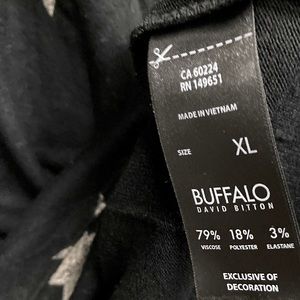 CA 60224
RN 149651
MADE IN VIETNAM
SIZE XL
BUFFALO
DAVID BITTON
79% 18% 3%
VISCOSE POLYESTER ELASTANE
EXCLUSIVE OF
DECORATION